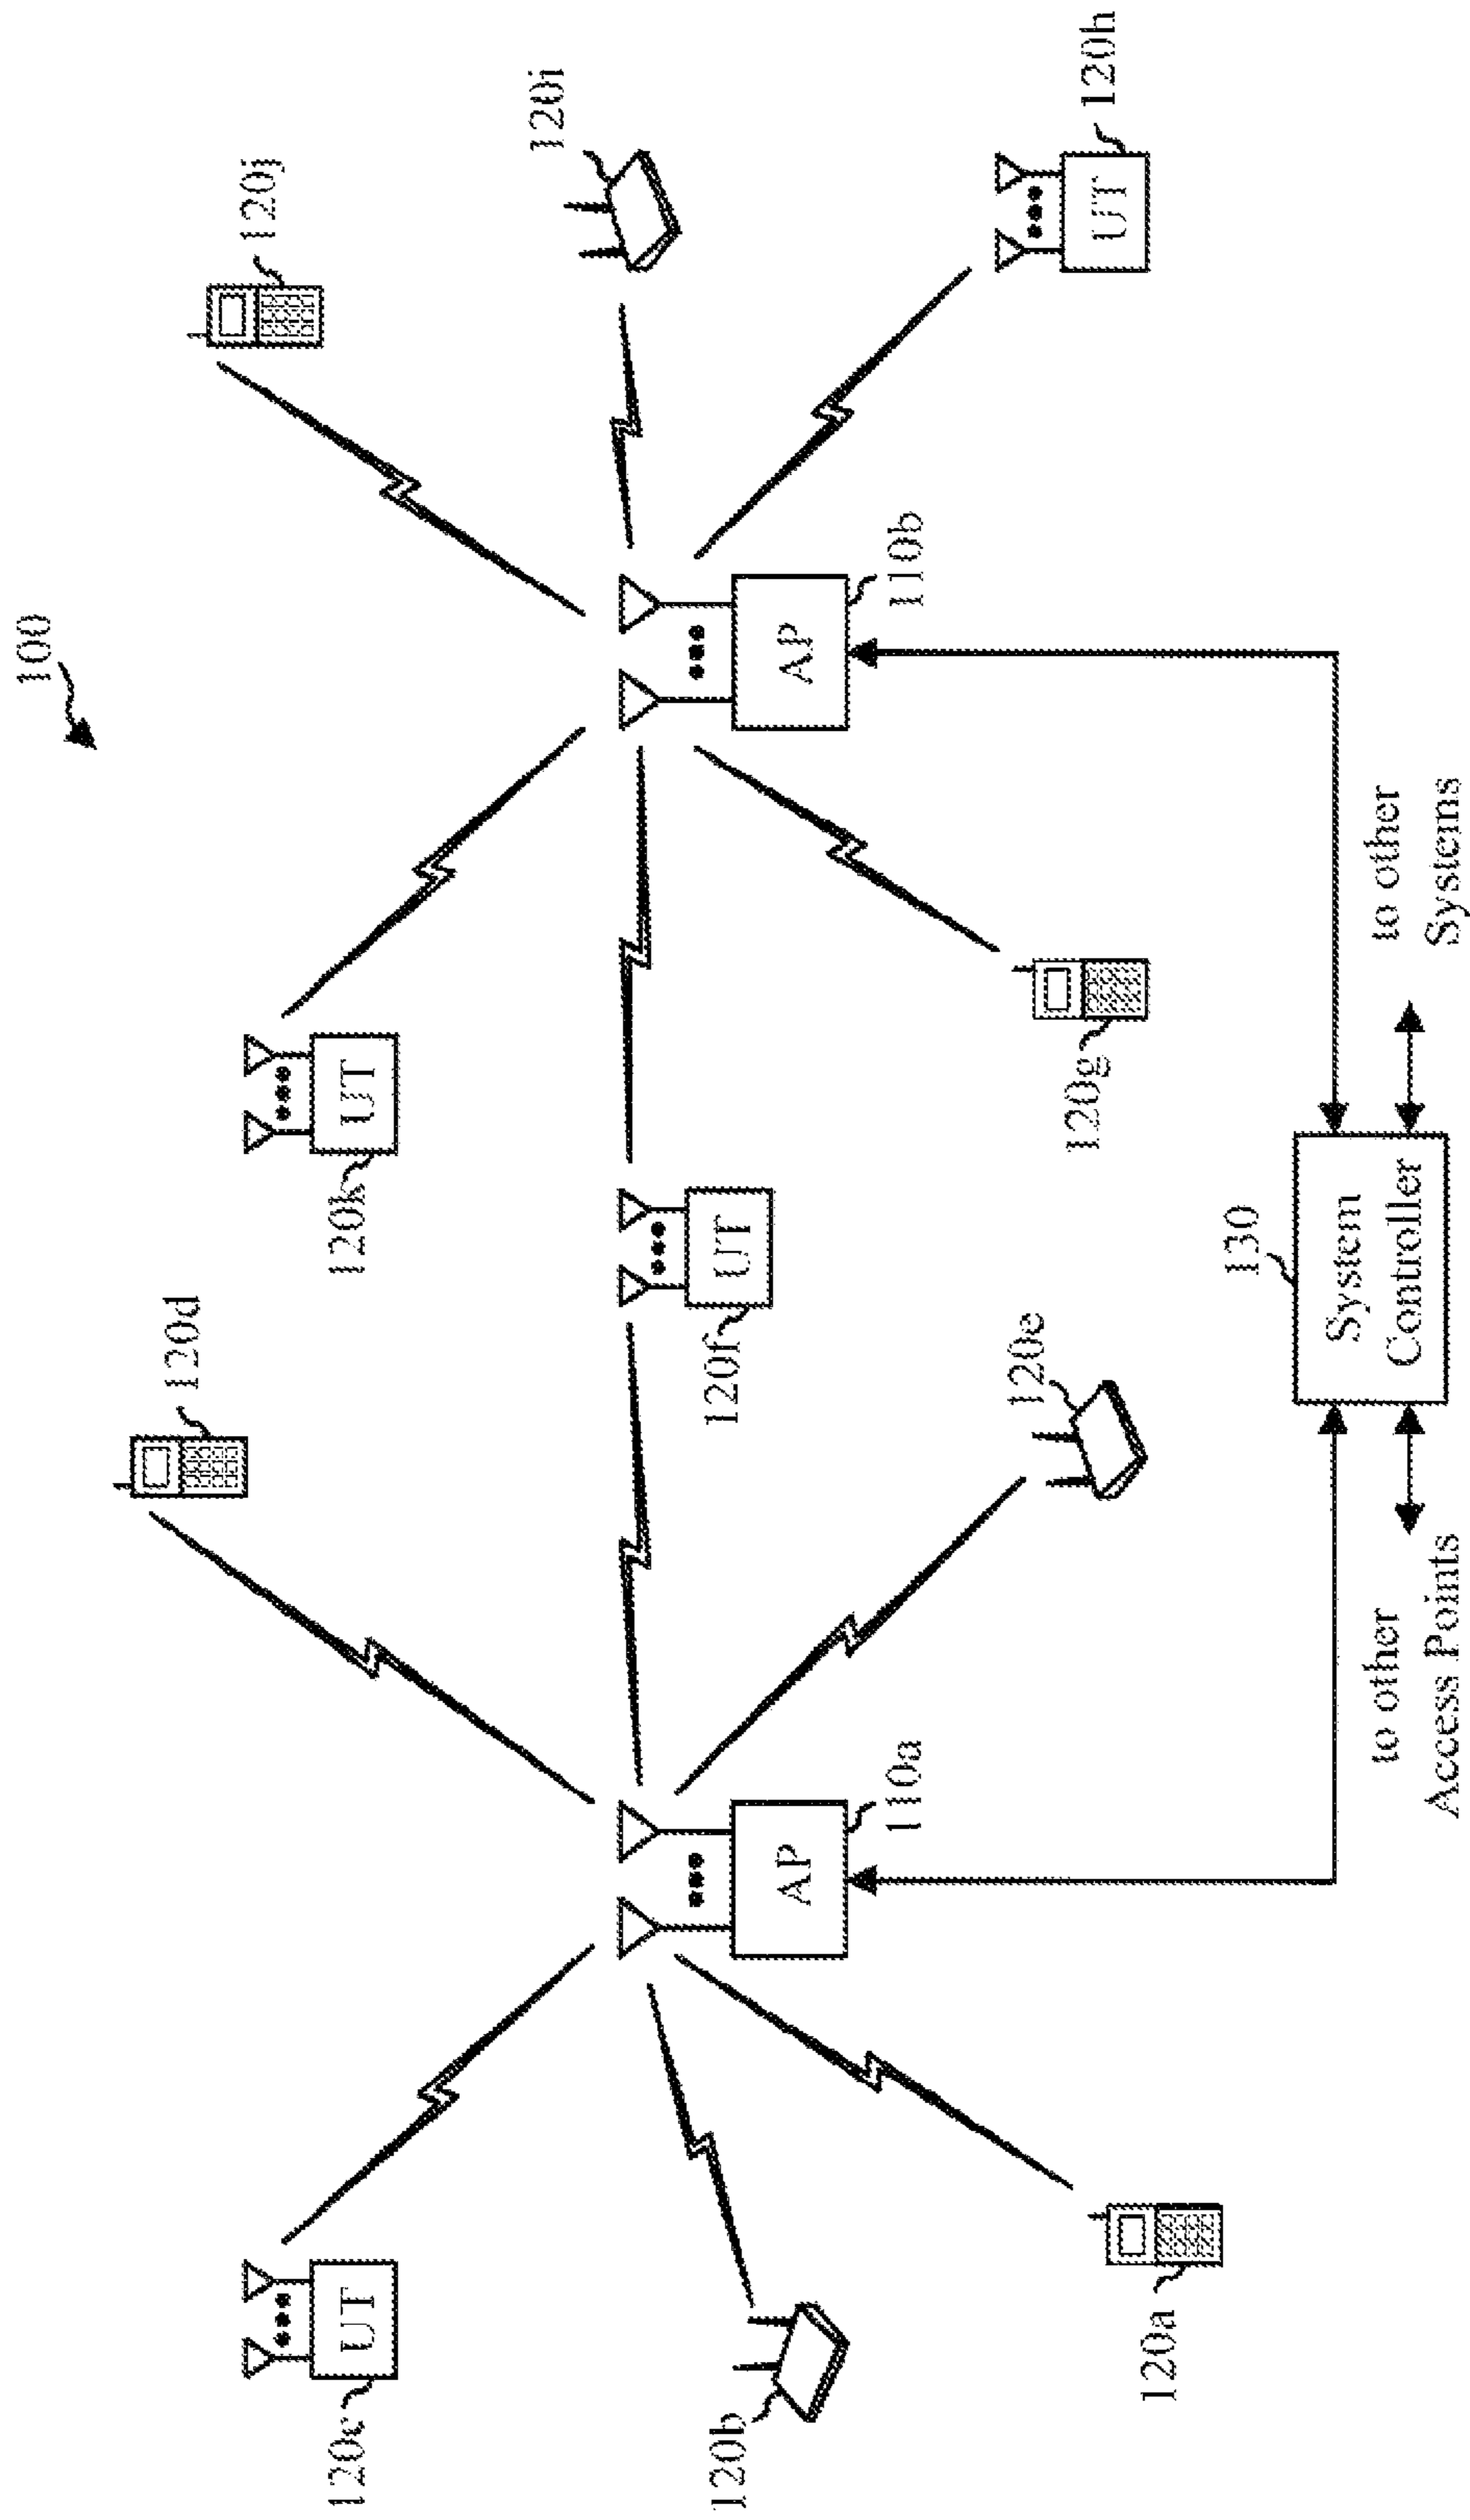 100
120d
120j
120c
UT
120k
UT
120i
120b
AP
110a
120f
UT
AP
110b
120a
120e
120g
UT
120h
130
System
Controller
to other
Access Points
to other
Systems